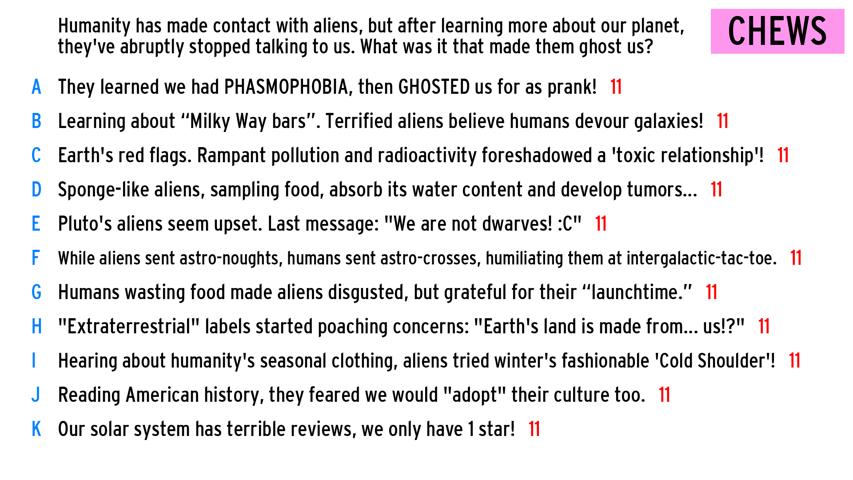 Humanity has made contact with aliens, but after learning more about our planet,
they've abruptly stopped talking to us. What was it that made them ghost us?
CHEWS
A They learned we had PHASMOPHOBIA, then GHOSTED us for as prank! 11
B Learning about “Milky Way bars”. Terrified aliens believe humans devour galaxies! 11
C Earth's red flags. Rampant pollution and radioactivity foreshadowed a 'toxic relationship'! 11
D Sponge-like aliens, sampling food, absorb its water content and develop tumors... 11
E Pluto's aliens seem upset. Last message: "We are not dwarves! :C" 11
F While aliens sent astro-noughts, humans sent astro-crosses, humiliating them at intergalactic-tac-toe. 11
G Humans wasting food made aliens disgusted, but grateful for their “launchtime.” 11
H "Extraterrestrial" labels started poaching concerns: "Earth's land is made from... us!?" 11
I Hearing about humanity's seasonal clothing, aliens tried winter's fashionable 'Cold Shoulder'! 11
J Reading American history, they feared we would "adopt" their culture too. 11
K Our solar system has terrible reviews, we only have 1 star! 11